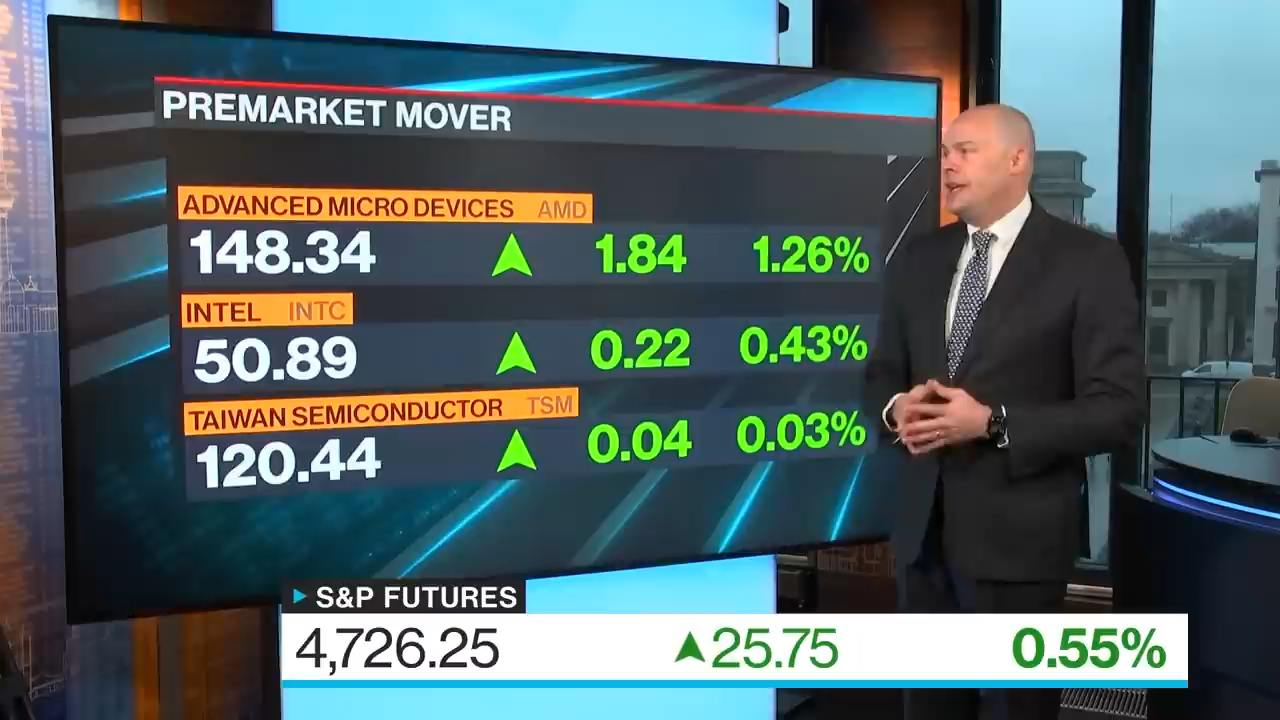 PREMARKET MOVER
ADVANCED MICRO DEVICES AMD
148.34 ▲ 1.84 1.26%
INTEL INTC
50.89 ▲ 0.22 0.43%
TAIWAN SEMICONDUCTOR TSM
120.44 ▲ 0.04 0.03%
▶ S&P FUTURES
4,726.25 ▲25.75 0.55%